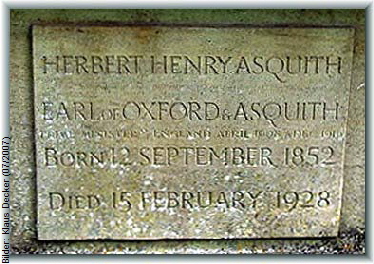 HERBERT HENRY ASQUITH
EARL OF OXFORD & ASQUITH
PRIME MINISTER OF ENGLAND APRIL 1908 to DEC. 1916
BORN 12 SEPTEMBER 1852
DIED 15 FEBRUARY 1928
Bilder: Klaus Decker (07/2007)